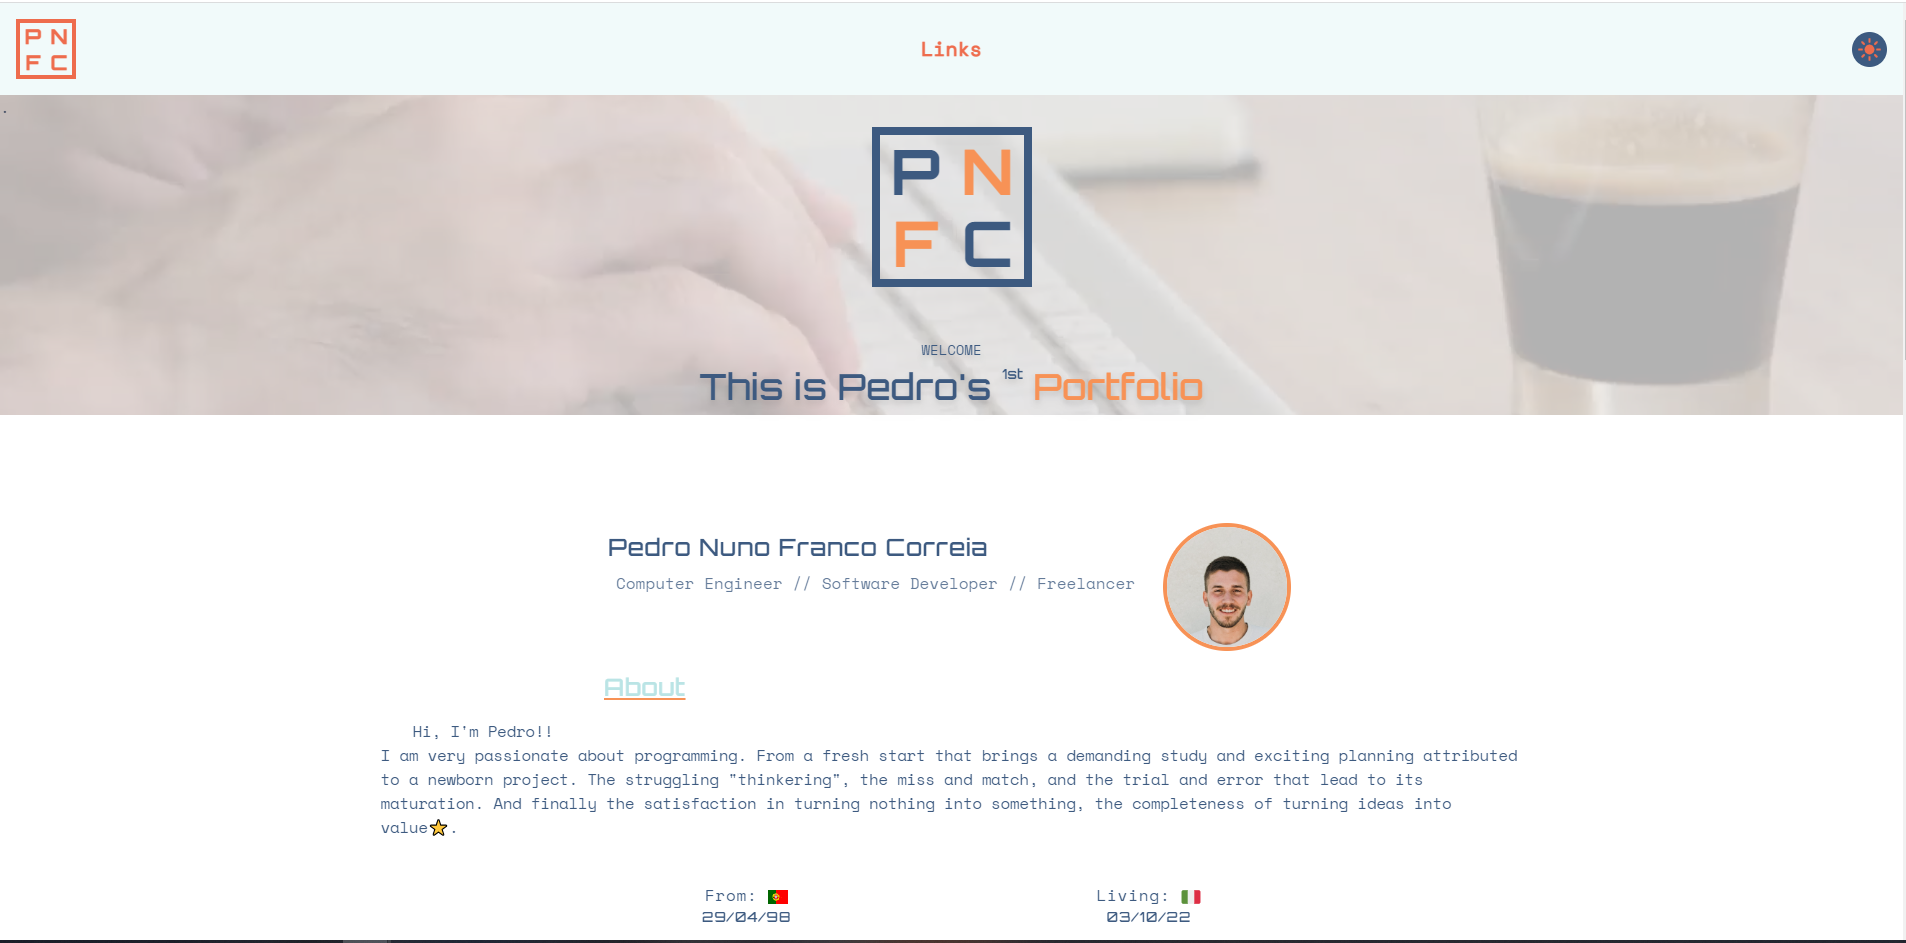 P N
F C
Links
.
P N
F C
WELCOME
This is Pedro's 1st Portfolio
Pedro Nuno Franco Correia
Computer Engineer // Software Developer // Freelancer
About
Hi, I'm Pedro!!
I am very passionate about programming. From a fresh start that brings a demanding study and exciting planning attributed
to a newborn project. The struggling "thinkering", the miss and match, and the trial and error that lead to its
maturation. And finally the satisfaction in turning nothing into something, the completeness of turning ideas into
value⭐.
From: 🇵🇹 Living: 🇮🇹
29/04/98 03/10/22